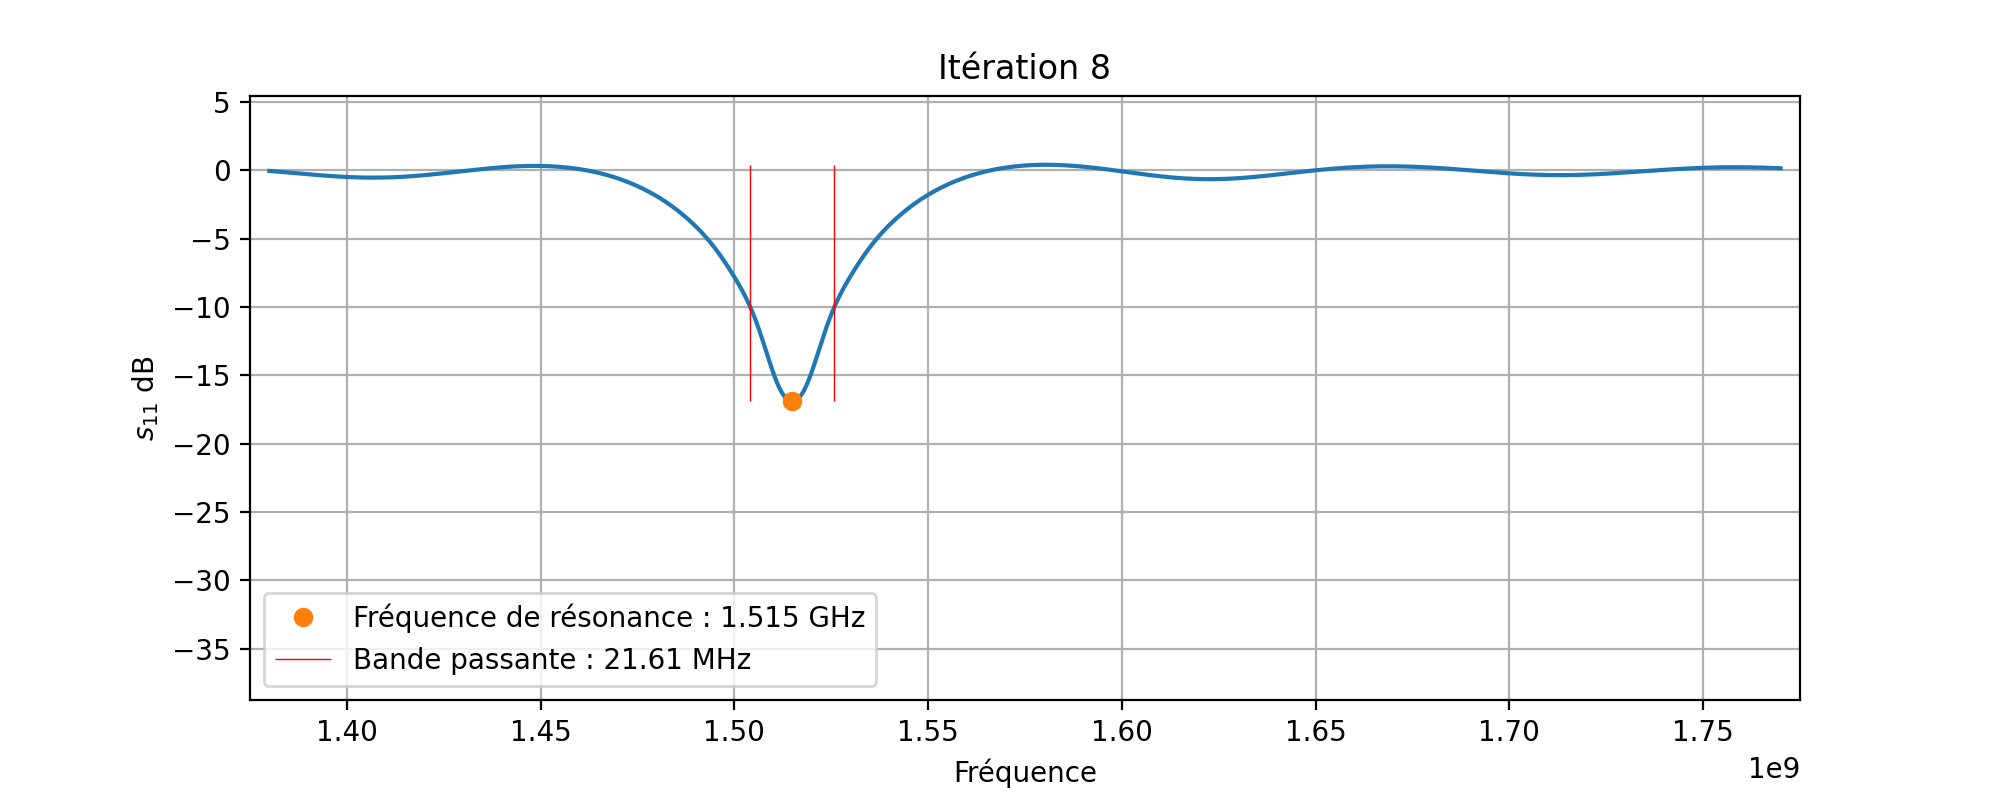 Itération 8
5
0
−5
−10
−15
−20
−25
−30
−35
s₁₁ dB
Fréquence de résonance : 1.515 GHz
Bande passante : 21.61 MHz
1.40 1.45 1.50 1.55 1.60 1.65 1.70 1.75
Fréquence
1e9